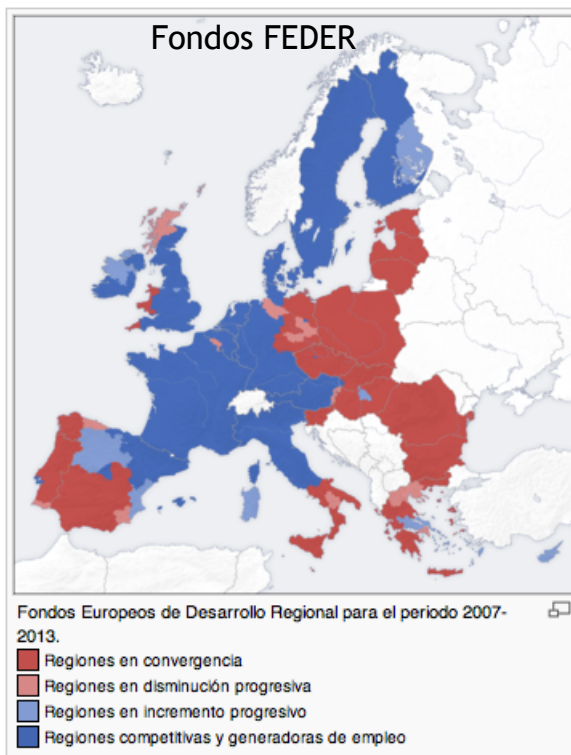 Fondos FEDER
Fondos Europeos de Desarrollo Regional para el periodo 2007-
2013.
Regiones en convergencia
Regiones en disminución progresiva
Regiones en incremento progresivo
Regiones competitivas y generadoras de empleo